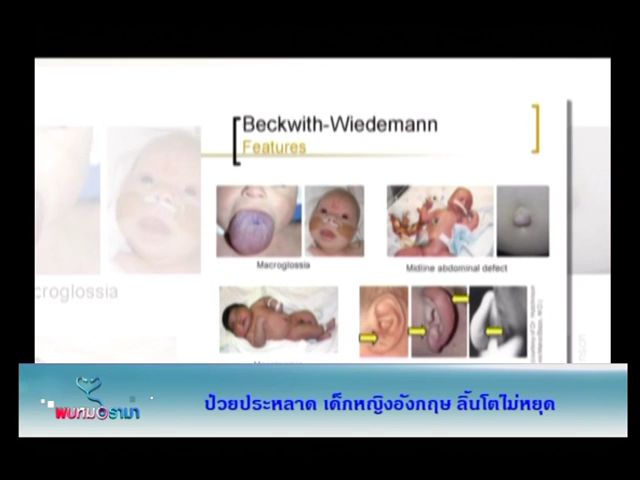 Beckwith-Wiedemann
Features
croglossia
Macroglossia
Midline abdominal defect
พบหมอรามา
ป่วยประหลาด เด็กหญิงอังกฤษ ลิ้นโตไม่หยุด